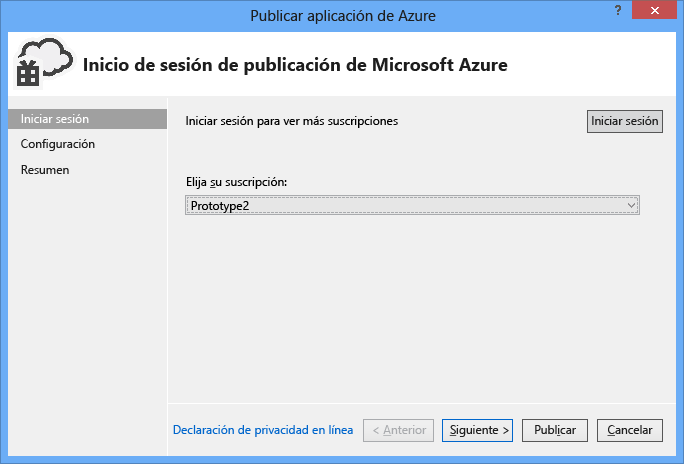 Publicar aplicación de Azure
?
Inicio de sesión de publicación de Microsoft Azure
Iniciar sesión
Configuración
Resumen
Iniciar sesión para ver más suscripciones
Iniciar sesión
Elija su suscripción:
Prototype2
Declaración de privacidad en línea
< Anterior
Siguiente >
Publicar
Cancelar